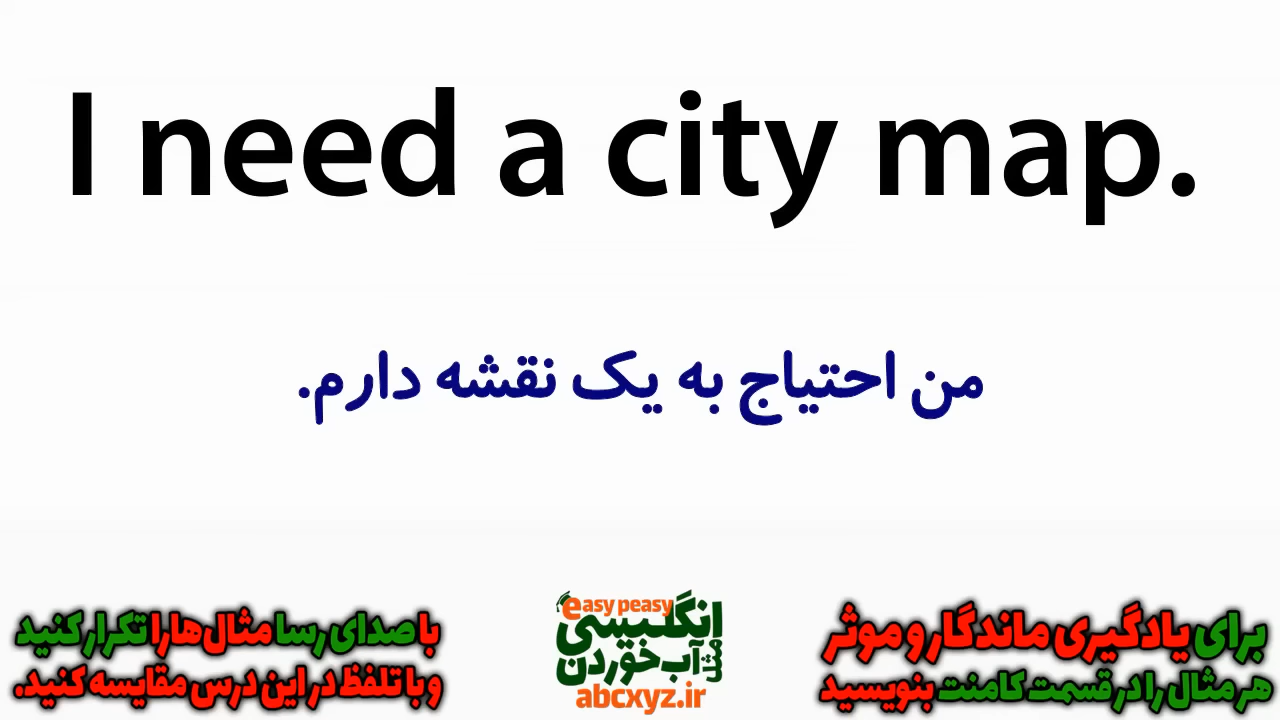 I need a city map.
من احتیاج به یک نقشه دارم.
برای یادگیری ماندگار و موثر
هر مثال را در قسمت کامنت بنویسید
easy peasy
انگلیسی
مثل آب خوردن
abcxyz.ir
با صدای رسا مثال‌ها را تکرار کنید
و با تلفظ در این درس مقایسه کنید.